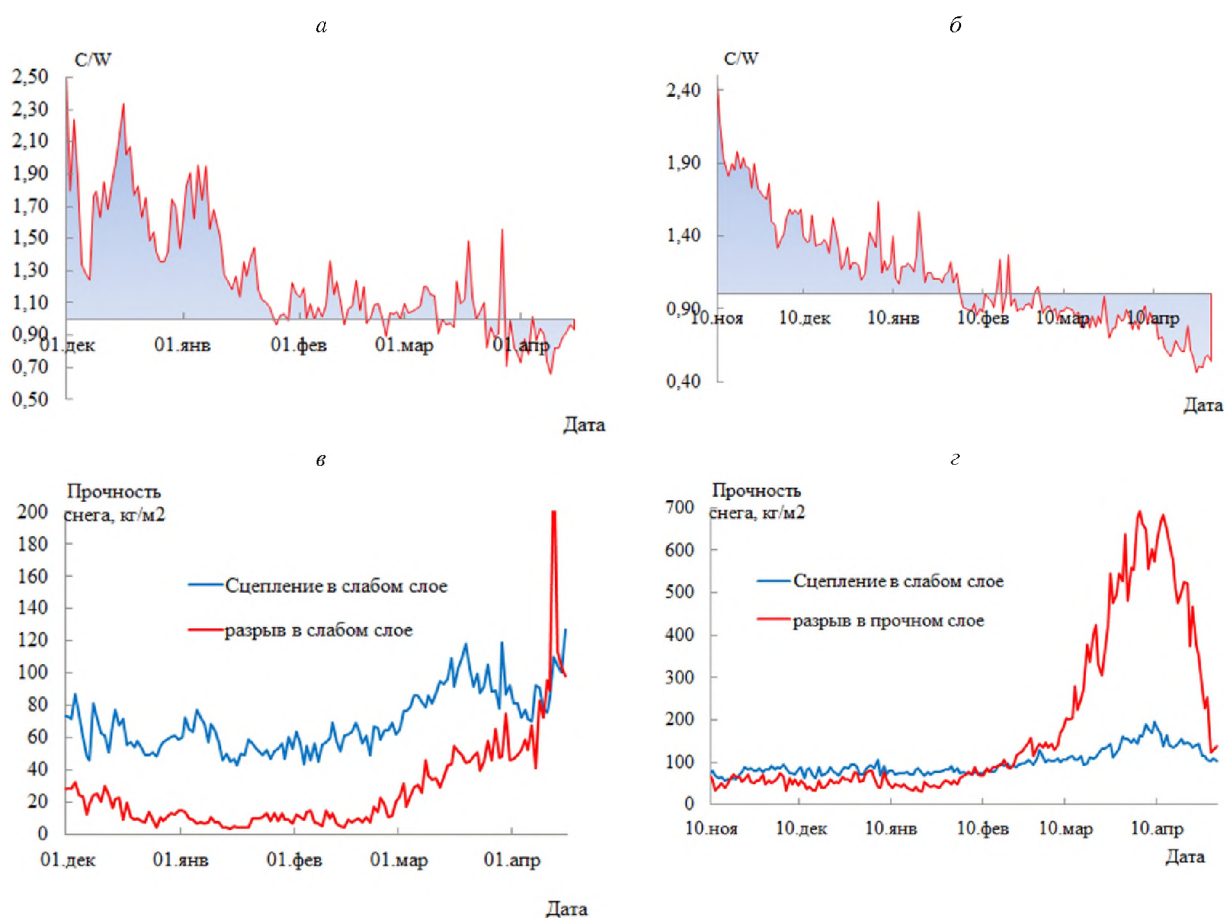 а
C/W
2,50
2,30
2,10
1,90
1,70
1,50
1,30
1,10
0,90
0,70
0,50
01.дек
01.янв
01.фев
01.мар
01.апр
Дата
б
C/W
2,40
1,90
1,40
0,90
0,40
10.ноя
10.дек
10.янв
10.фев
10.мар
10.апр
Дата
в
Прочность
снега, кг/м2
200
180
160
140
120
100
80
60
40
20
0
Сцепление в слабом слое
разрыв в слабом слое
01.дек
01.янв
01.фев
01.мар
01.апр
Дата
г
Прочность
снега, кг/м2
700
600
500
400
300
200
100
0
Сцепление в слабом слое
разрыв в прочном слое
10.ноя
10.дек
10.янв
10.фев
10.мар
10.апр
Дата